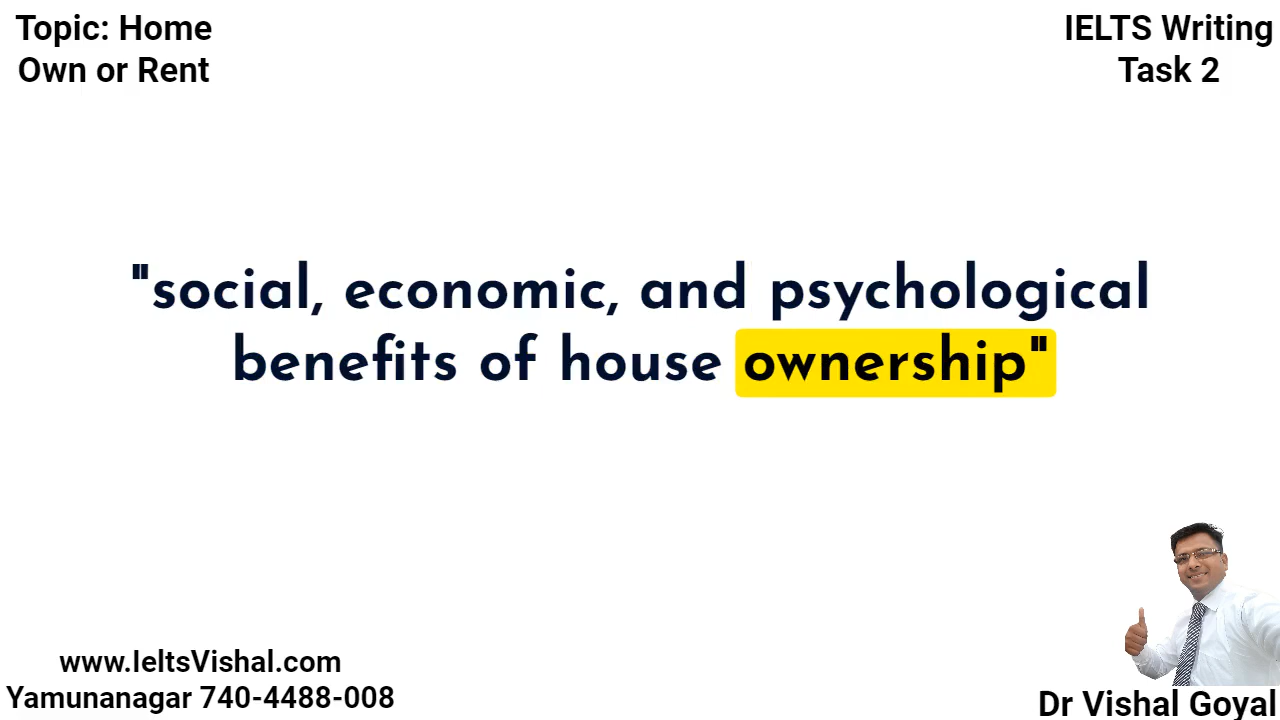 Topic: Home
Own or Rent
IELTS Writing
Task 2
"social, economic, and psychological
benefits of house ownership"
www.IeltsVishal.com
Yamunanagar 740-4488-008
Dr Vishal Goyal